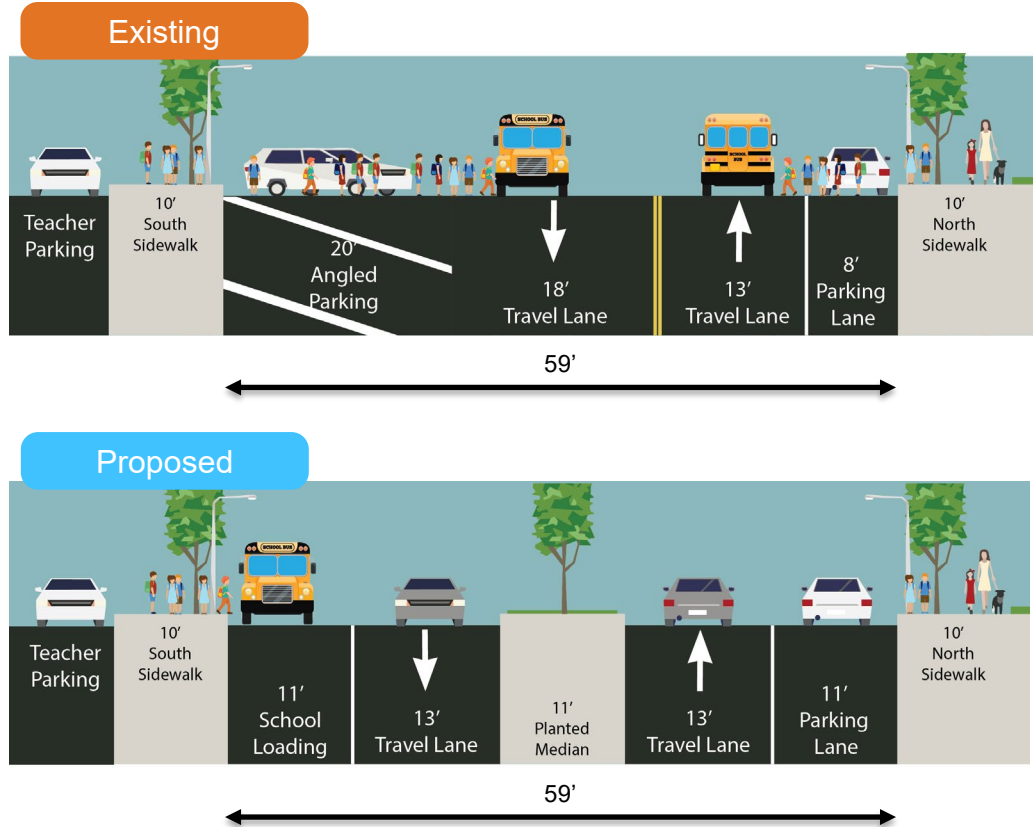 Existing
SCHOOL BUS
SCHOOL
BUS
Teacher
Parking
10'
South
Sidewalk
20'
Angled
Parking
18'
Travel Lane
13'
Travel Lane
8'
Parking
Lane
10'
North
Sidewalk
59’
Proposed
SCHOOL BUS
Teacher
Parking
10'
South
Sidewalk
11'
School
Loading
13'
Travel Lane
11'
Planted
Median
13'
Travel Lane
11'
Parking
Lane
10'
North
Sidewalk
59’